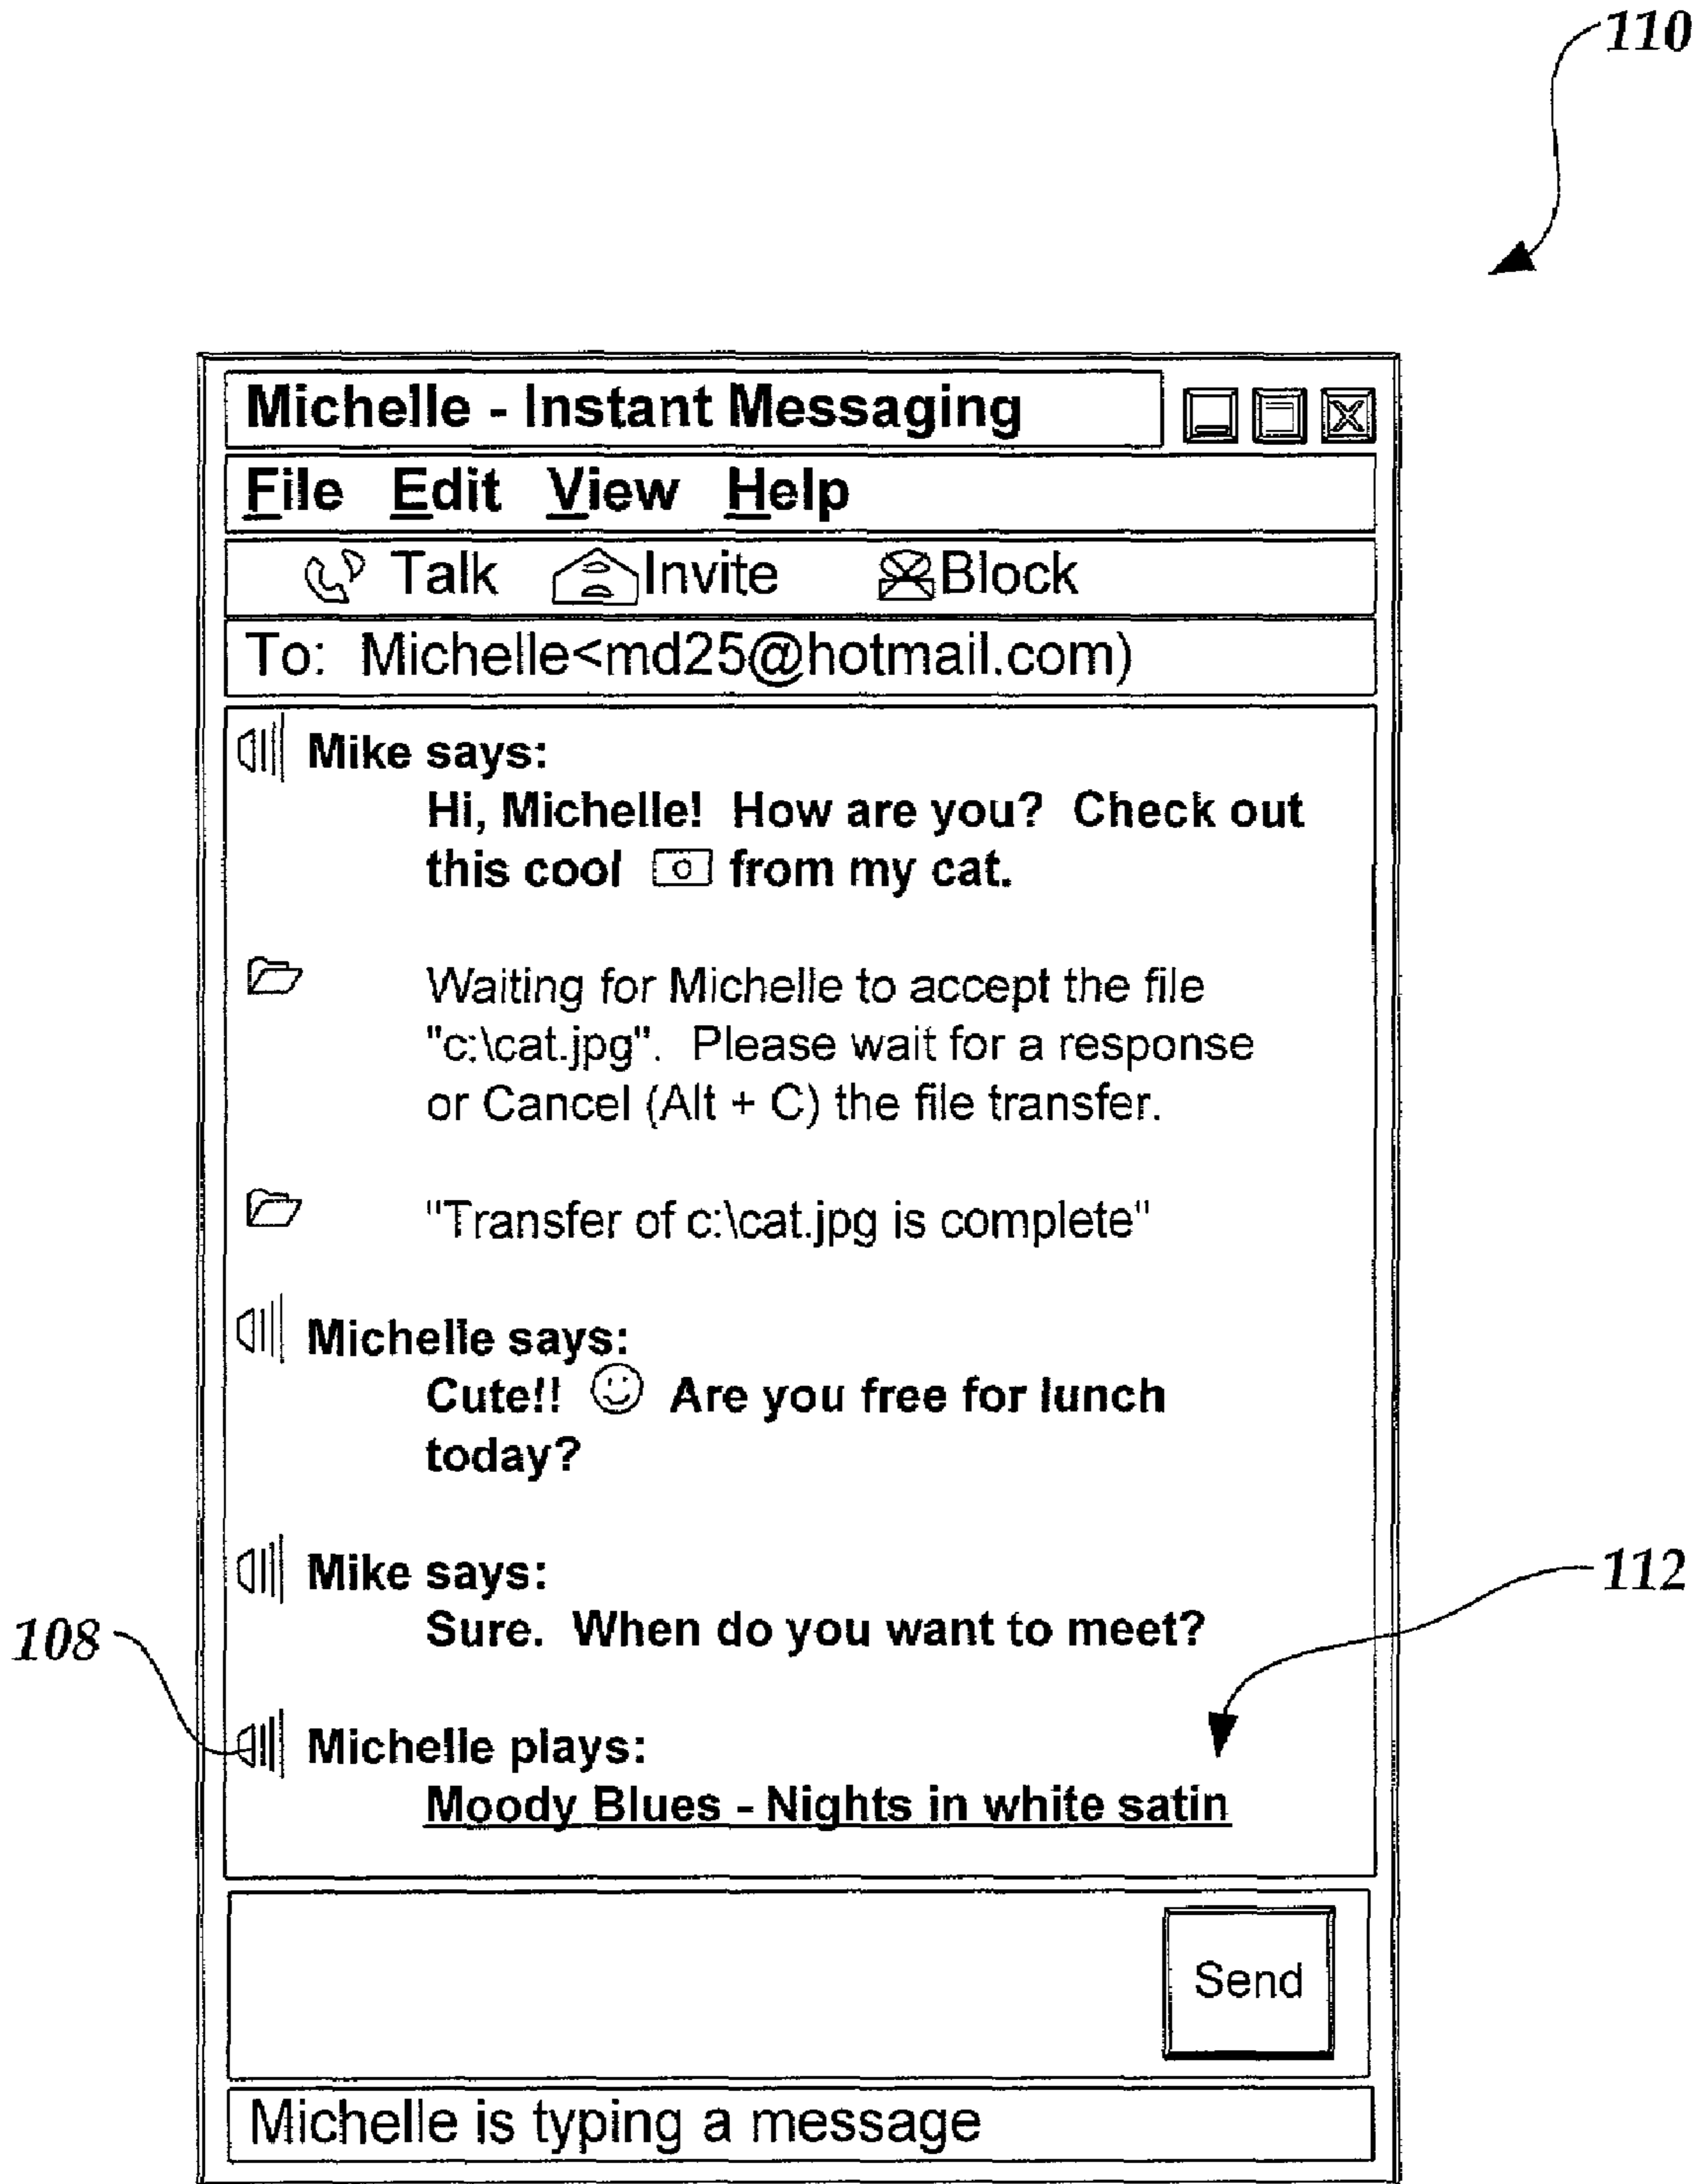 110
Michelle - Instant Messaging
File Edit View Help
Talk Invite Block
To: Michelle<md25@hotmail.com)
Mike says:
Hi, Michelle! How are you? Check out
this cool from my cat.
Waiting for Michelle to accept the file
"c:\cat.jpg". Please wait for a response
or Cancel (Alt + C) the file transfer.
"Transfer of c:\cat.jpg is complete"
Michelle says:
Cute!! Are you free for lunch
today?
Mike says:
112
Sure. When do you want to meet?
108
Michelle plays:
Moody Blues - Nights in white satin
Send
Michelle is typing a message